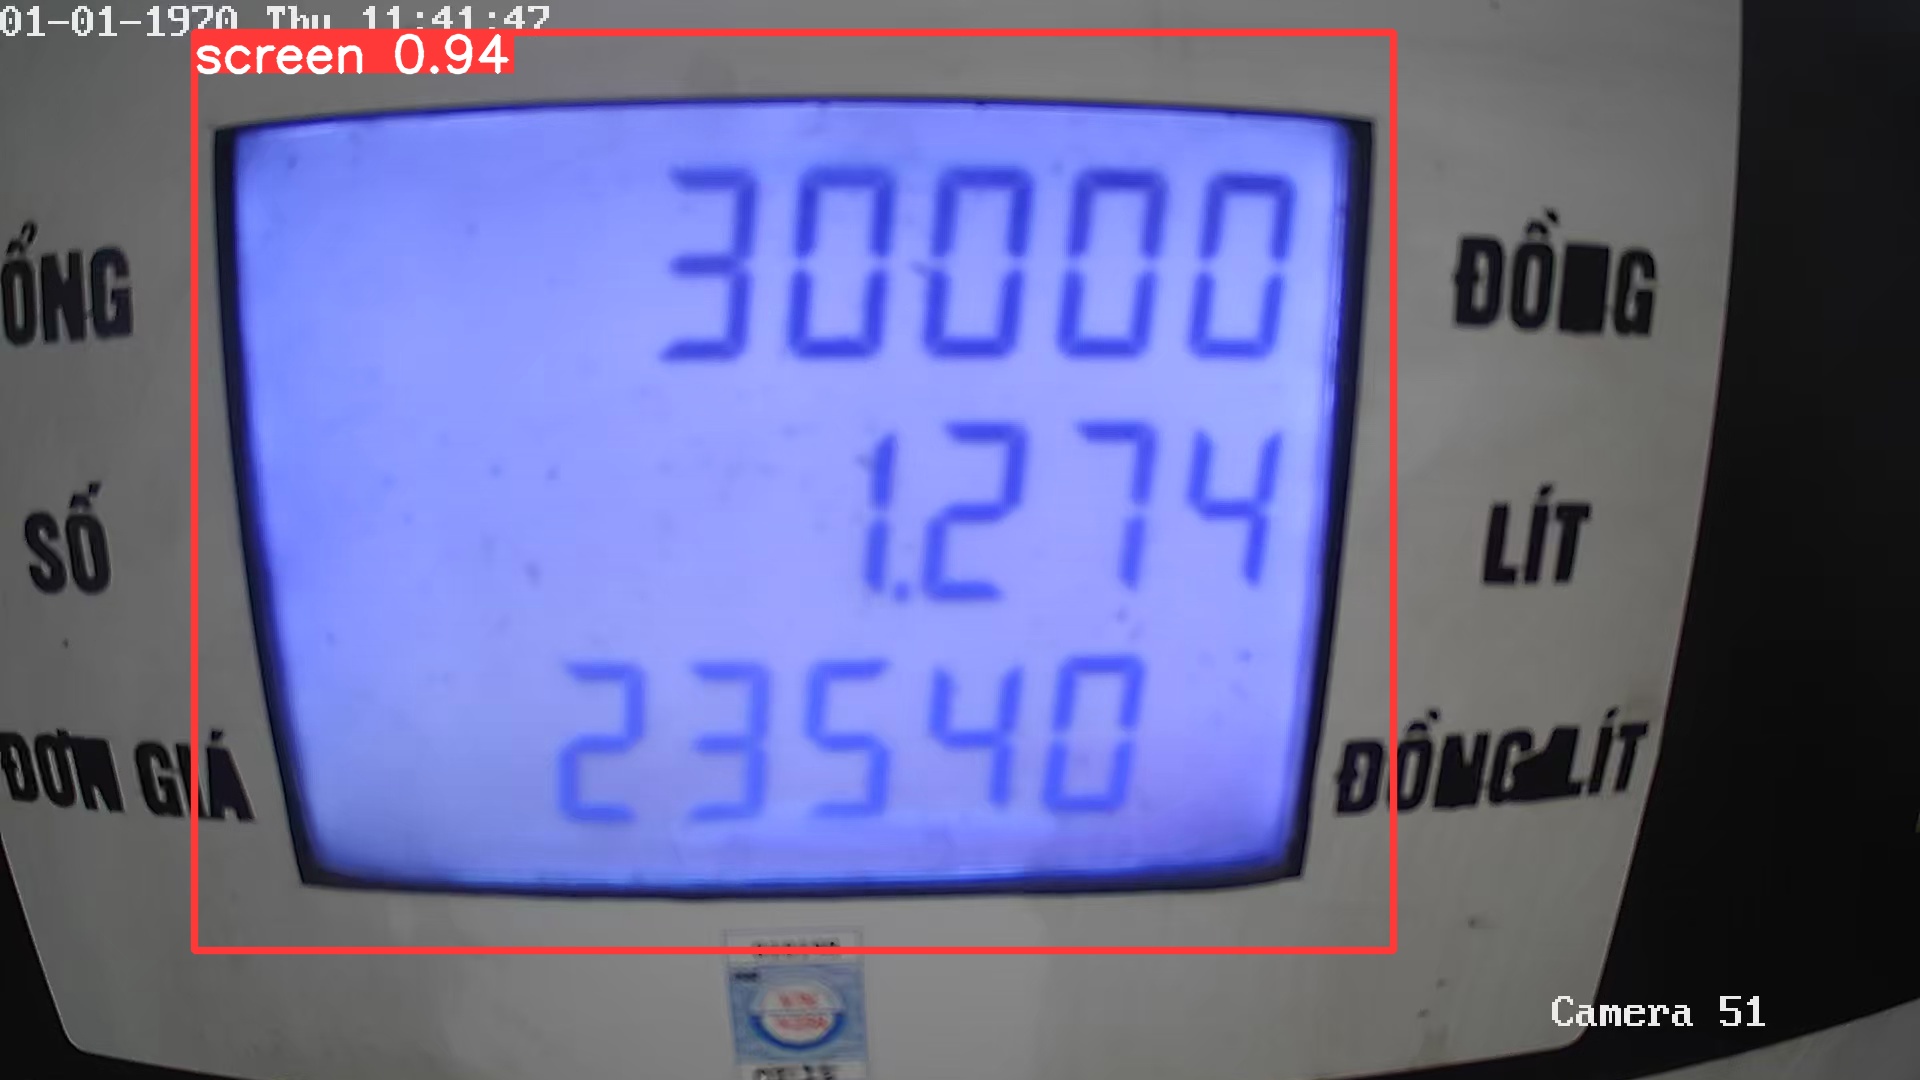 01-01-1970 Thu 11:41:47
screen 0.94
30000
ỔNG
ĐỒNG
1.274
SỐ
LÍT
23540
ĐƠN GIÁ
ĐỒNG/LÍT
Camera 51